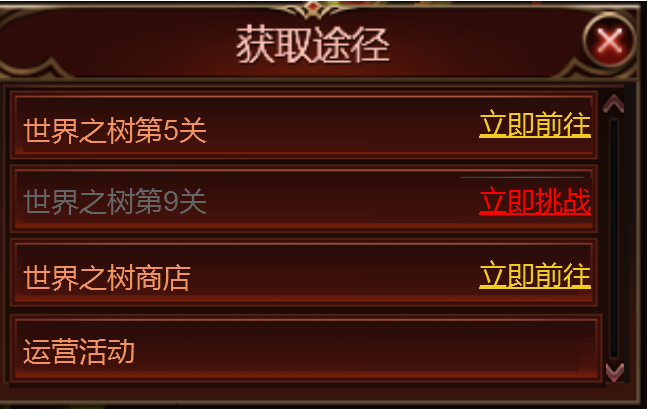 获取途径
世界之树第5关 立即前往
世界之树第9关 立即挑战
世界之树商店 立即前往
运营活动